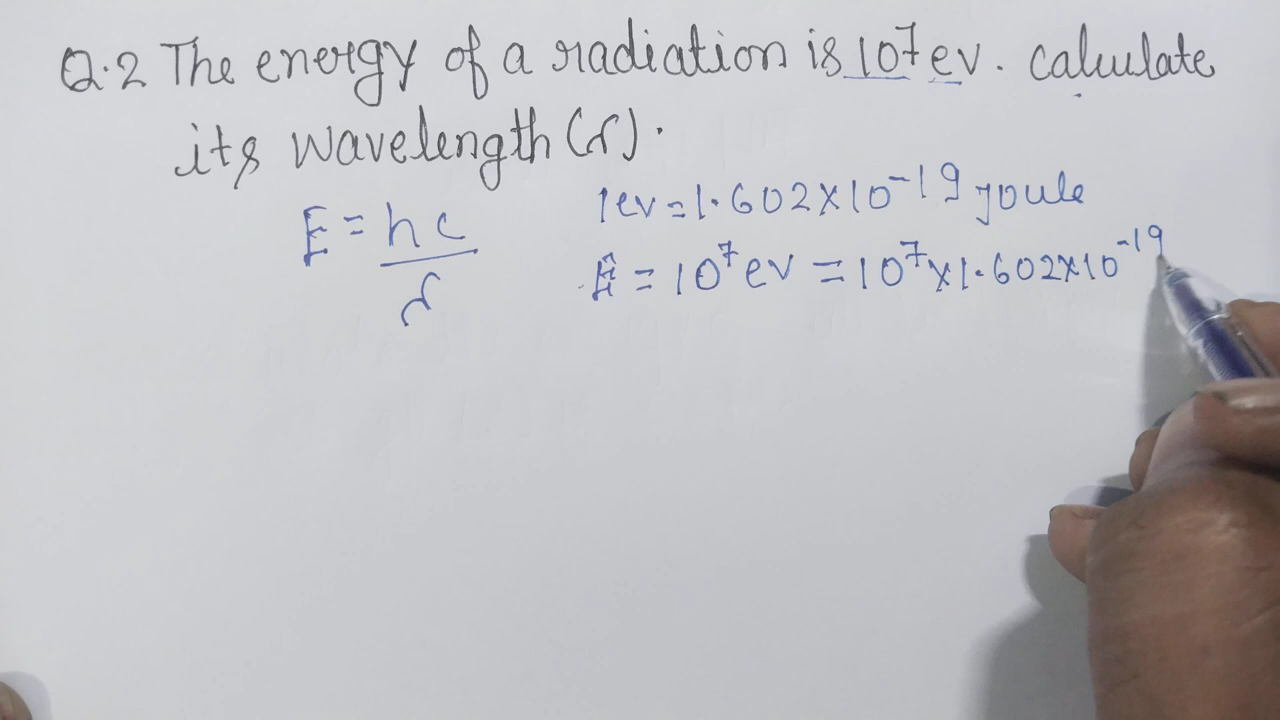 Q.2 The energy of a radiation is 10⁷ ev. calculate
its wavelength (λ).
1ev = 1.602×10⁻¹⁹ joule
E = hc
λ
E = 10⁷ ev = 10⁷×1.602×10⁻¹⁹